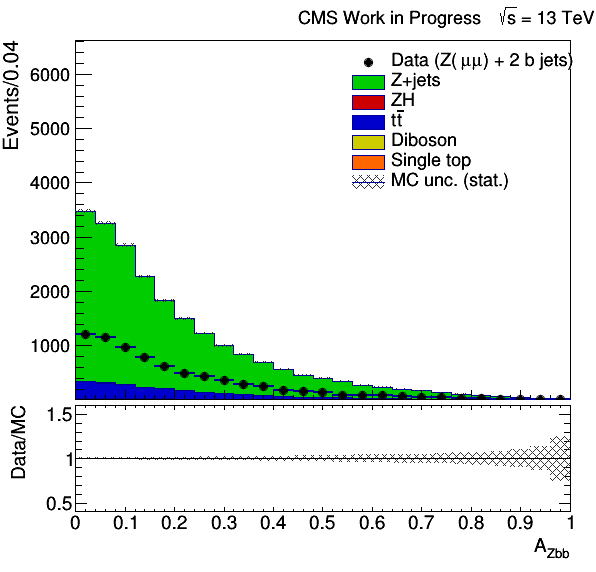 CMS Work in Progress √s = 13 TeV
Events/0.04
6000
5000
4000
3000
2000
1000
Data (Z(μμ) + 2 b jets)
Z+jets
ZH
tt̅
Diboson
Single top
MC unc. (stat.)
Data/MC
1.5
1
0.5
0 0.1 0.2 0.3 0.4 0.5 0.6 0.7 0.8 0.9 1
A_Zbb